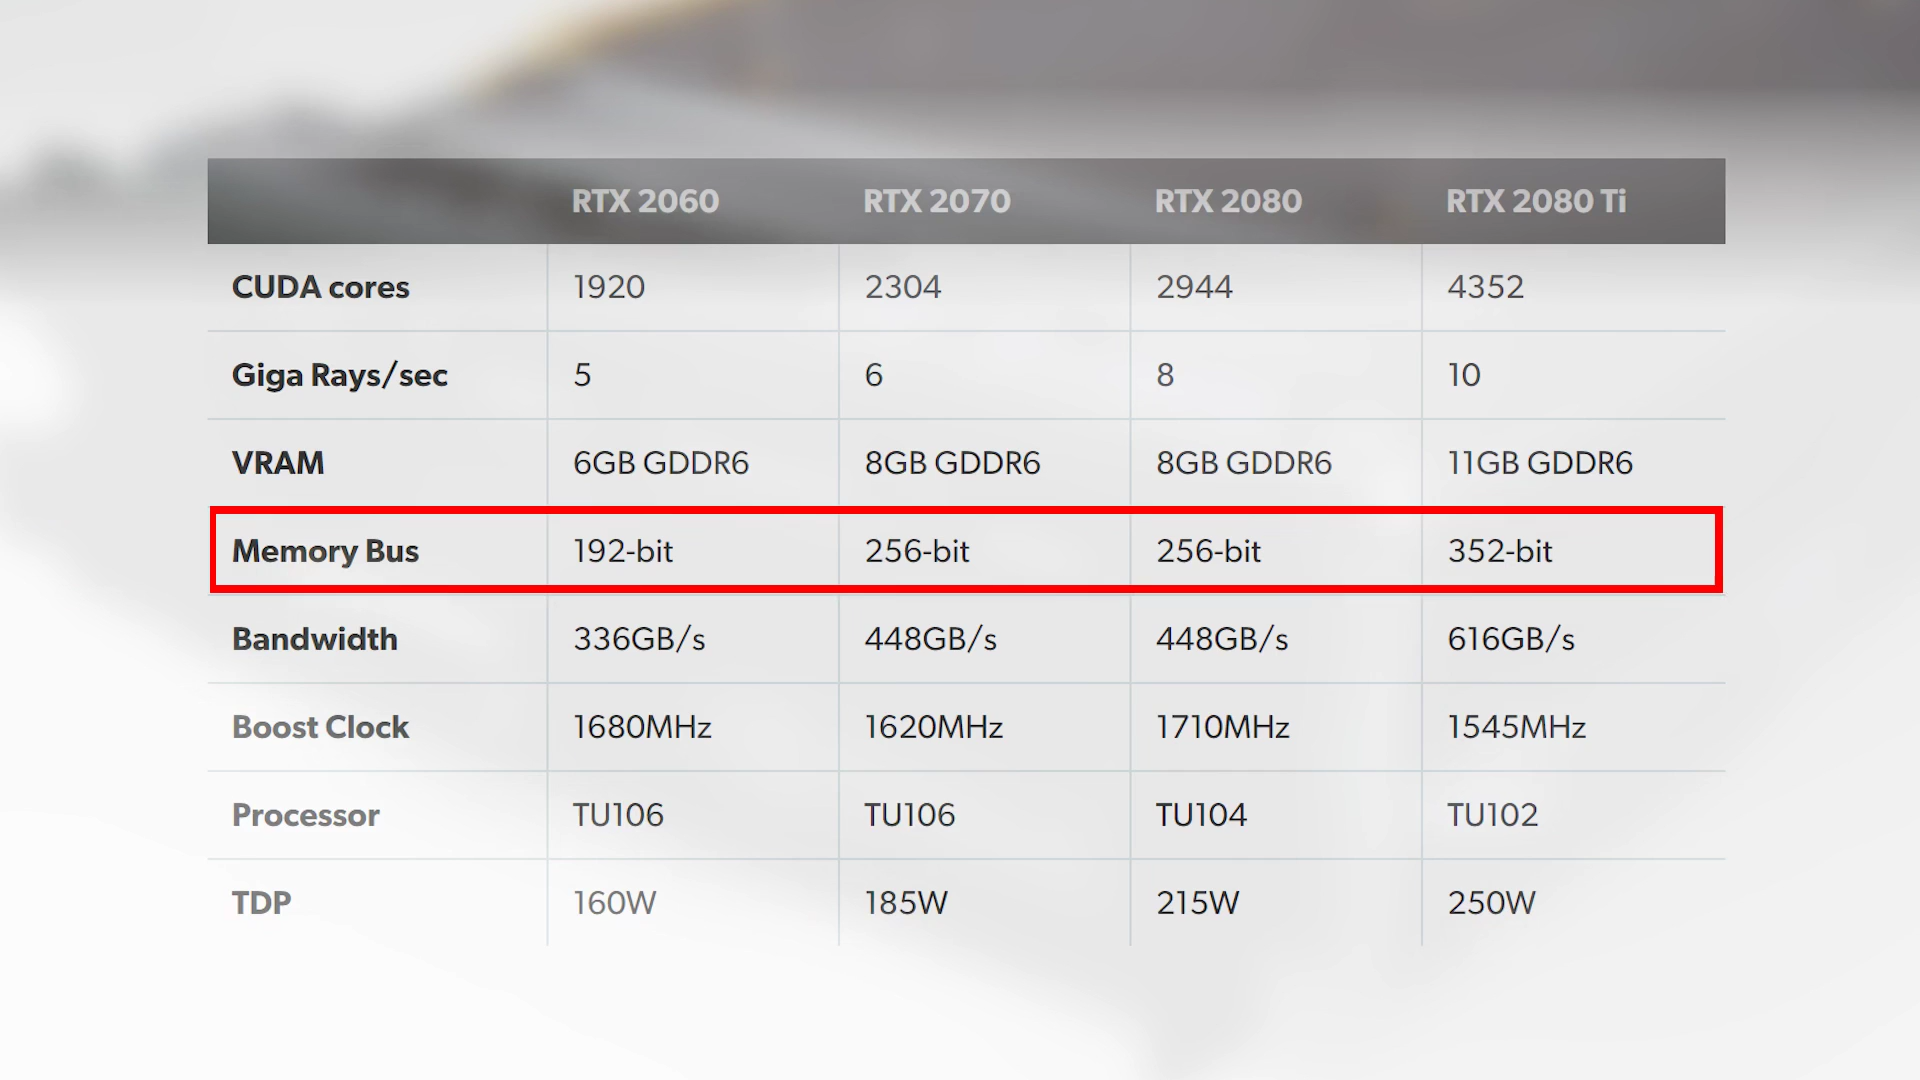 RTX 2060 RTX 2070 RTX 2080 RTX 2080 Ti
CUDA cores 1920 2304 2944 4352
Giga Rays/sec 5 6 8 10
VRAM 6GB GDDR6 8GB GDDR6 8GB GDDR6 11GB GDDR6
Memory Bus 192-bit 256-bit 256-bit 352-bit
Bandwidth 336GB/s 448GB/s 448GB/s 616GB/s
Boost Clock 1680MHz 1620MHz 1710MHz 1545MHz
Processor TU106 TU106 TU104 TU102
TDP 160W 185W 215W 250W